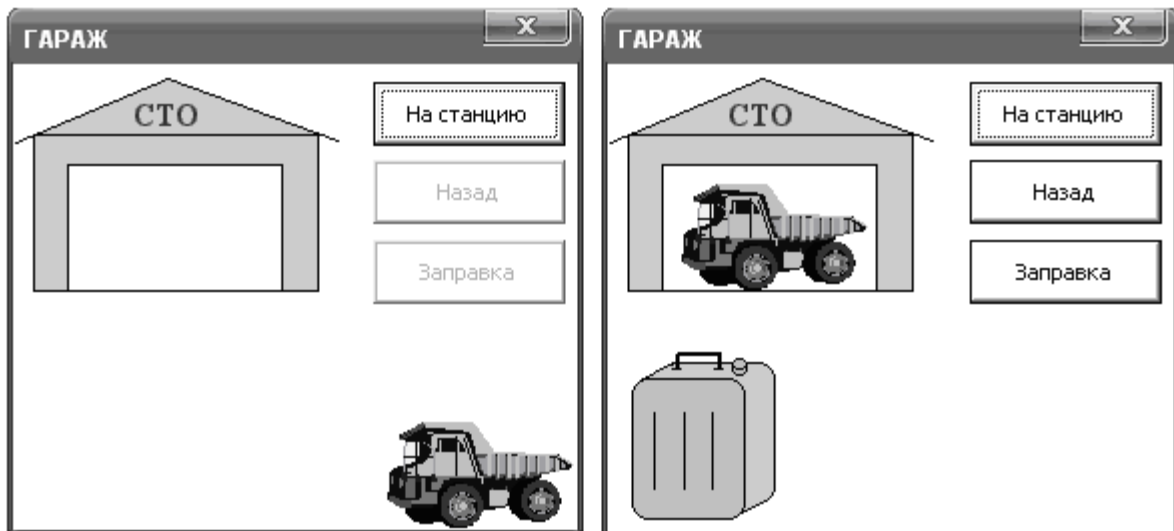 ГАРАЖ
СТО
На станцию
Назад
Заправка
ГАРАЖ
СТО
На станцию
Назад
Заправка